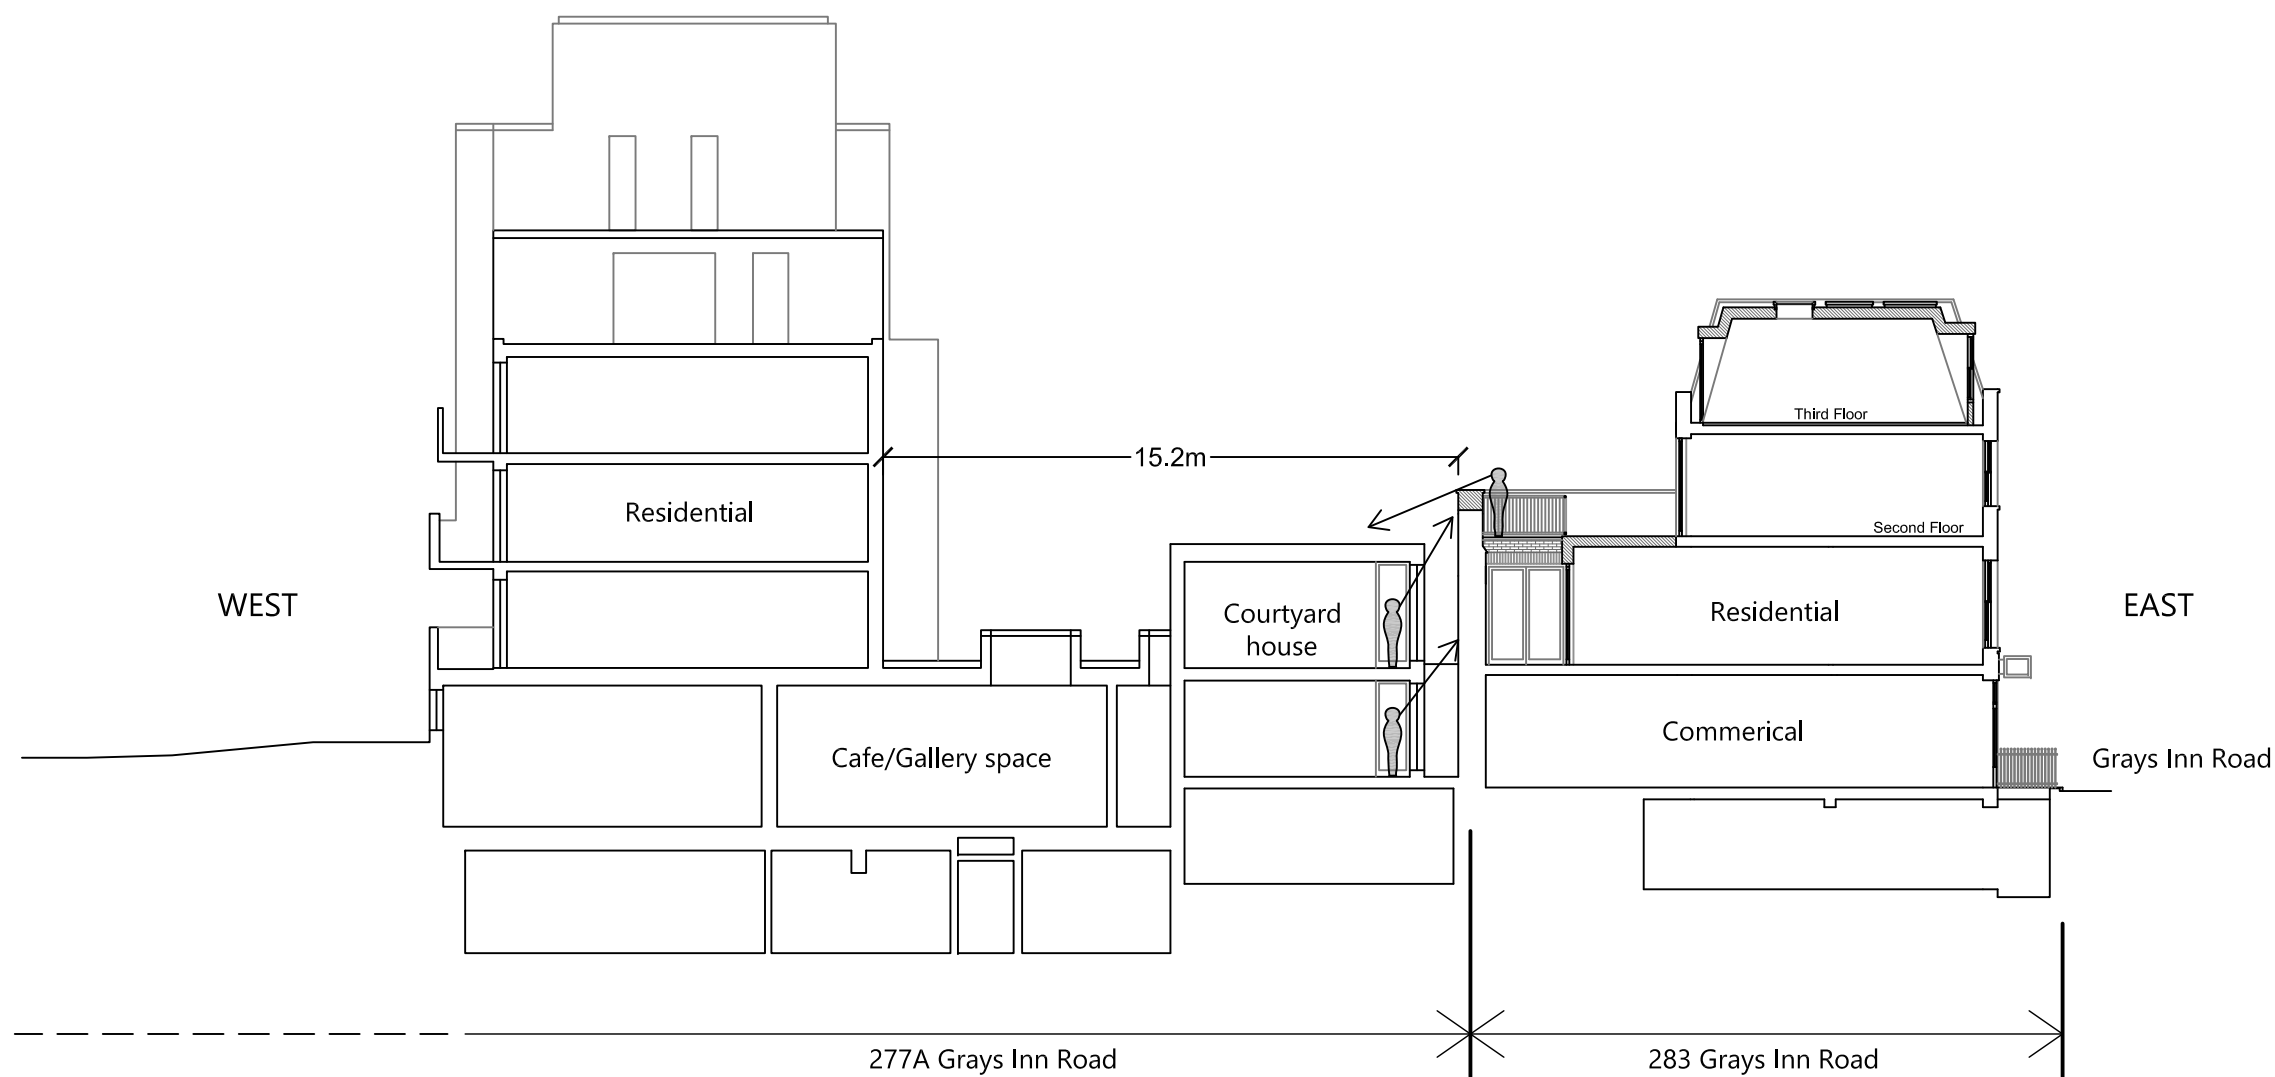 Third Floor
15.2m
Residential
Second Floor
WEST
Courtyard
house
Residential
EAST
Cafe/Gallery space
Commerical
Grays Inn Road
277A Grays Inn Road
283 Grays Inn Road